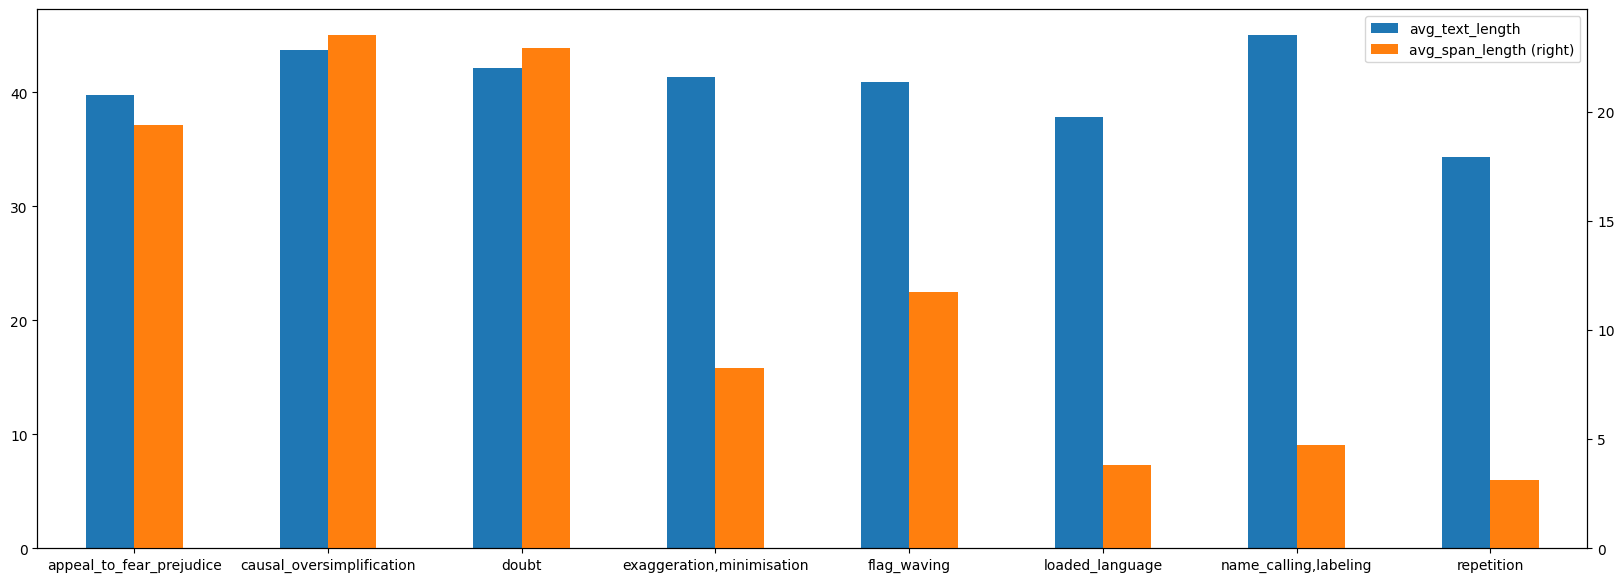 avg_text_length
avg_span_length (right)
40
30
20
10
0
20
15
10
5
0
appeal_to_fear_prejudice
causal_oversimplification
doubt
exaggeration,minimisation
flag_waving
loaded_language
name_calling,labeling
repetition